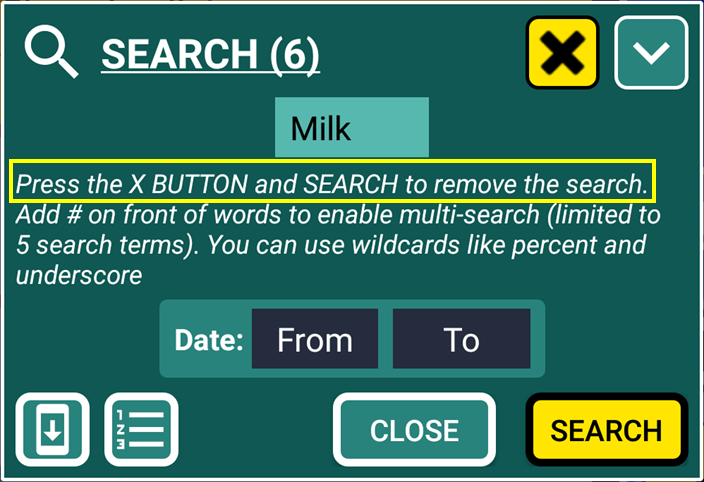 SEARCH (6)
Milk
Press the X BUTTON and SEARCH to remove the search.
Add # on front of words to enable multi-search (limited to
5 search terms). You can use wildcards like percent and
underscore
Date: From To
1
2
3
CLOSE SEARCH